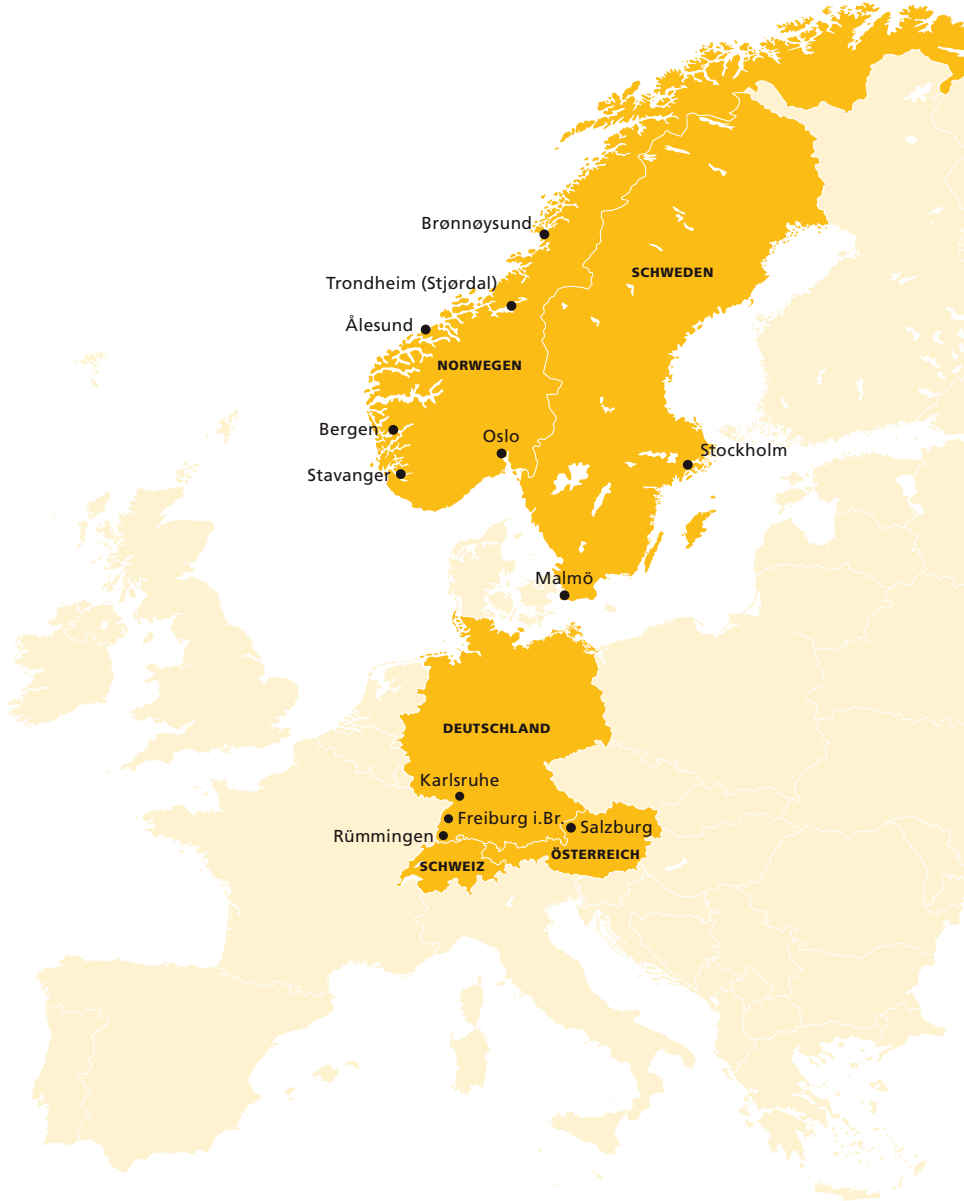 Brønnøysund
SCHWEDEN
Trondheim (Stjørdal)
Ålesund
NORWEGEN
Bergen
Oslo
Stockholm
Stavanger
Malmö
DEUTSCHLAND
Karlsruhe
Freiburg i.Br.
Salzburg
Rümmingen
ÖSTERREICH
SCHWEIZ